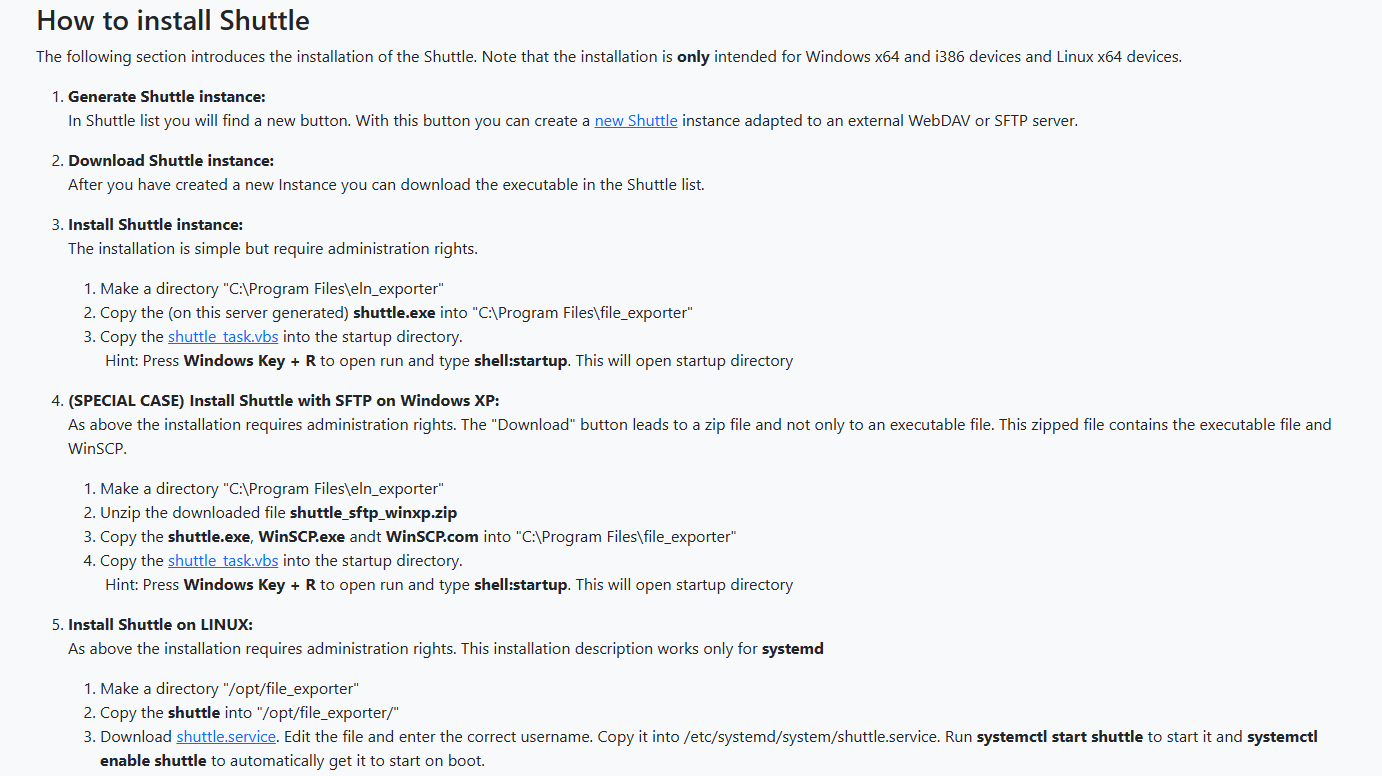 How to install Shuttle
The following section introduces the installation of the Shuttle. Note that the installation is only intended for Windows x64 and i386 devices and Linux x64 devices.
1. Generate Shuttle instance:
In Shuttle list you will find a new button. With this button you can create a new Shuttle instance adapted to an external WebDAV or SFTP server.
2. Download Shuttle instance:
After you have created a new Instance you can download the executable in the Shuttle list.
3. Install Shuttle instance:
The installation is simple but require administration rights.
1. Make a directory "C:\Program Files\eln_exporter"
2. Copy the (on this server generated) shuttle.exe into "C:\Program Files\file_exporter"
3. Copy the shuttle_task.vbs into the startup directory.
Hint: Press Windows Key + R to open run and type shell:startup. This will open startup directory
4. (SPECIAL CASE) Install Shuttle with SFTP on Windows XP:
As above the installation requires administration rights. The "Download" button leads to a zip file and not only to an executable file. This zipped file contains the executable file and
WinSCP.
1. Make a directory "C:\Program Files\eln_exporter"
2. Unzip the downloaded file shuttle_sftp_winxp.zip
3. Copy the shuttle.exe, WinSCP.exe andt WinSCP.com into "C:\Program Files\file_exporter"
4. Copy the shuttle_task.vbs into the startup directory.
Hint: Press Windows Key + R to open run and type shell:startup. This will open startup directory
5. Install Shuttle on LINUX:
As above the installation requires administration rights. This installation description works only for systemd
1. Make a directory "/opt/file_exporter"
2. Copy the shuttle into "/opt/file_exporter/"
3. Download shuttle.service. Edit the file and enter the correct username. Copy it into /etc/systemd/system/shuttle.service. Run systemctl start shuttle to start it and systemctl
enable shuttle to automatically get it to start on boot.